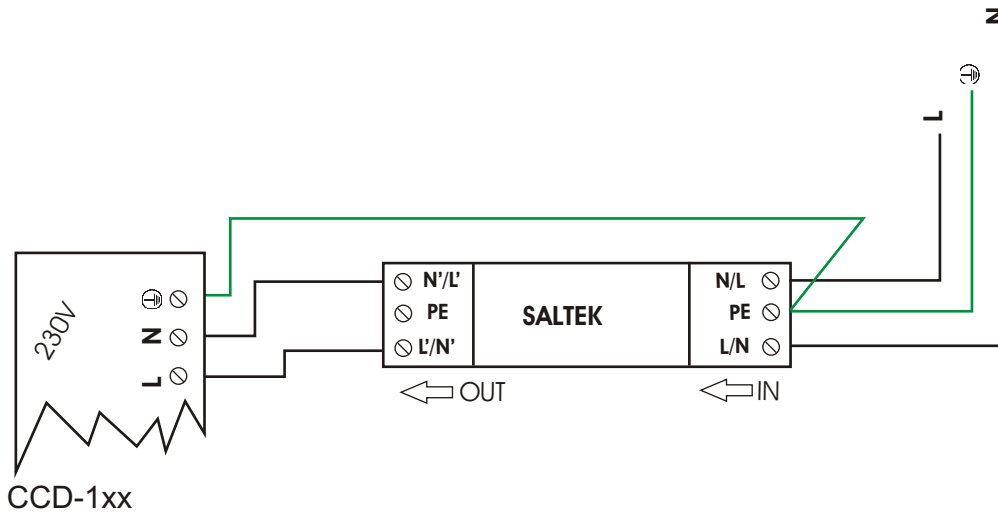 N
L
230V
N
L
N'/L'
PE
L'/N'
SALTEK
N/L
PE
L/N
OUT
IN
CCD-1xx